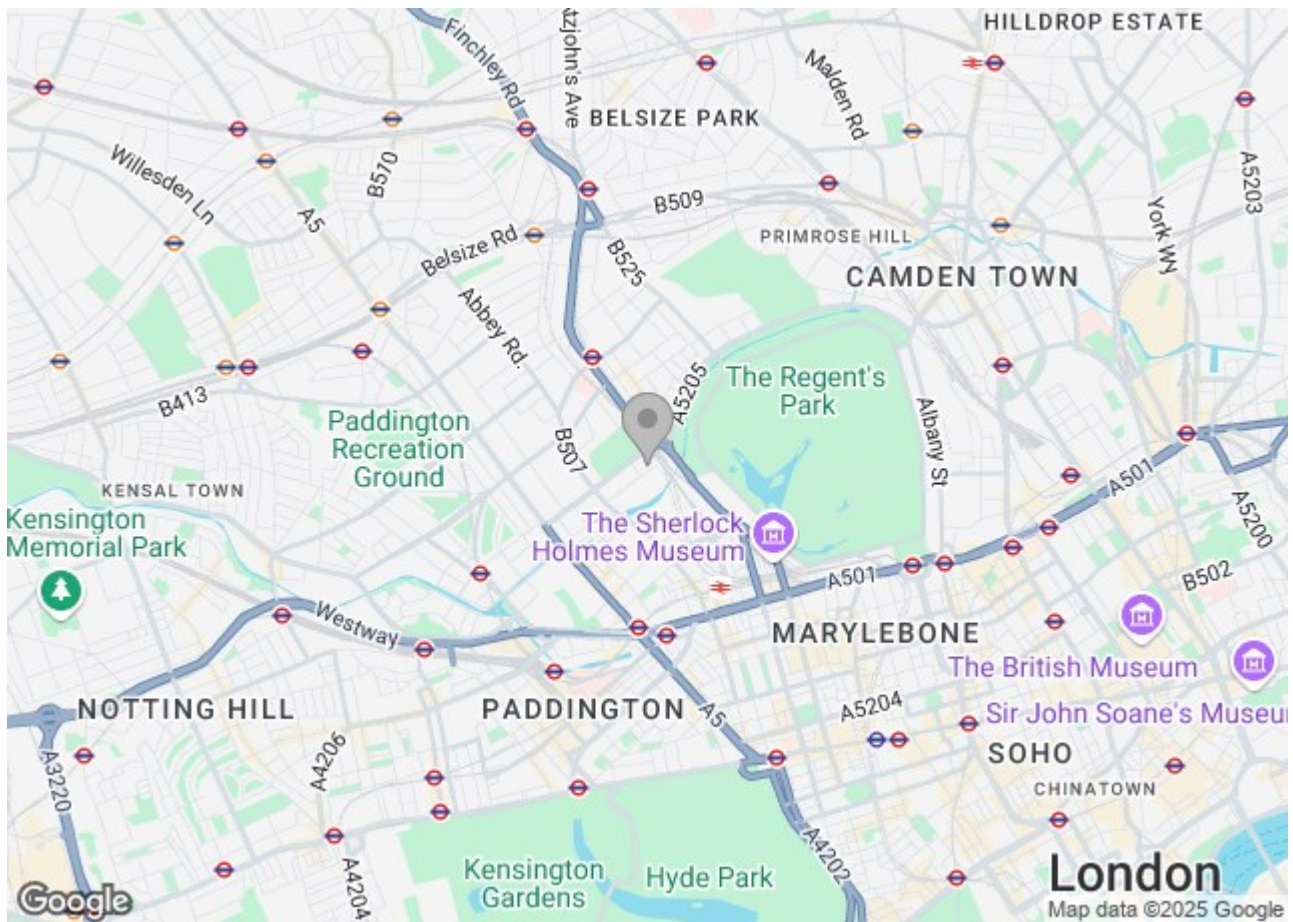 HILLDROP ESTATE
Finchley Rd
tzjohn's Ave
Malden Rd
BELSIZE PARK
Willesden Ln
B570
A5203
A5
B509
York WN
PRIMROSE HILL
Belsize Rd
B525
CAMDEN TOWN
Abbey Rd.
A5205
The Regent's
Park
B413
Albany St
Paddington
Recreation
Ground
B507
A501
KENSAL TOWN
A5200
Kensington
Memorial Park
The Sherlock
Holmes Museum
A501
B502
Westway
MARYLEBONE
The British Museum
NOTTING HILL
PADDINGTON
A5
A5204
Sir John Soane's Museu
A4206
SOHO
A3220
CHINATOWN
A4202
A4204
Kensington
Gardens
Hyde Park
London
Google
Map data ©2025 Google